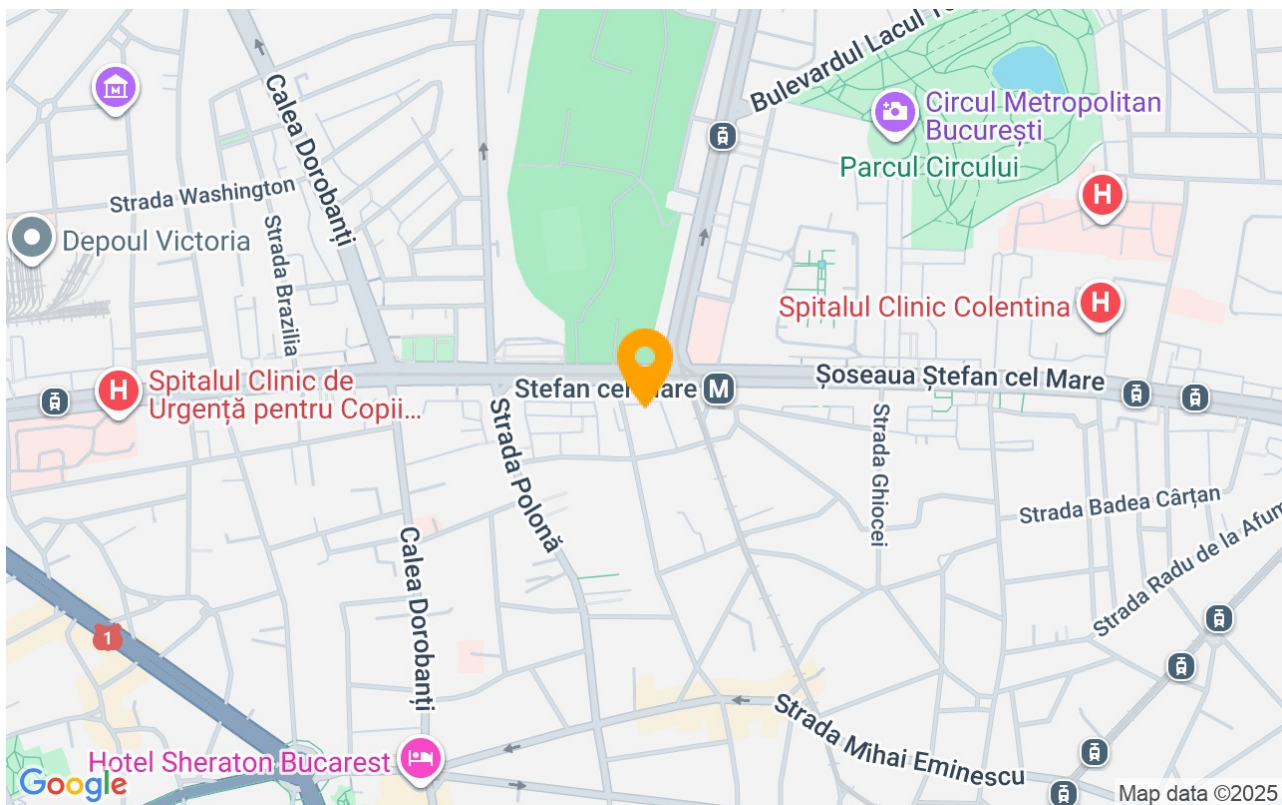 Bulevardul Lacul
Calea Dorobanți
Circul Metropolitan
București
Parcul Circului
H
Strada Washington
M
Depoul Victoria
Strada Brazilia
Spitalul Clinic Colentina
H
H
Spitalul Clinic de
Urgență pentru Copii...
Ștefan cel Mare
M
Șoseaua Ștefan cel Mare
Strada Polonă
Strada Ghiocei
Strada Badea Cârțan
Calea Dorobanți
Strada Radu de la Afum
1
Strada Mihai Eminescu
Hotel Sheraton Bucarest
Google
Map data ©2025